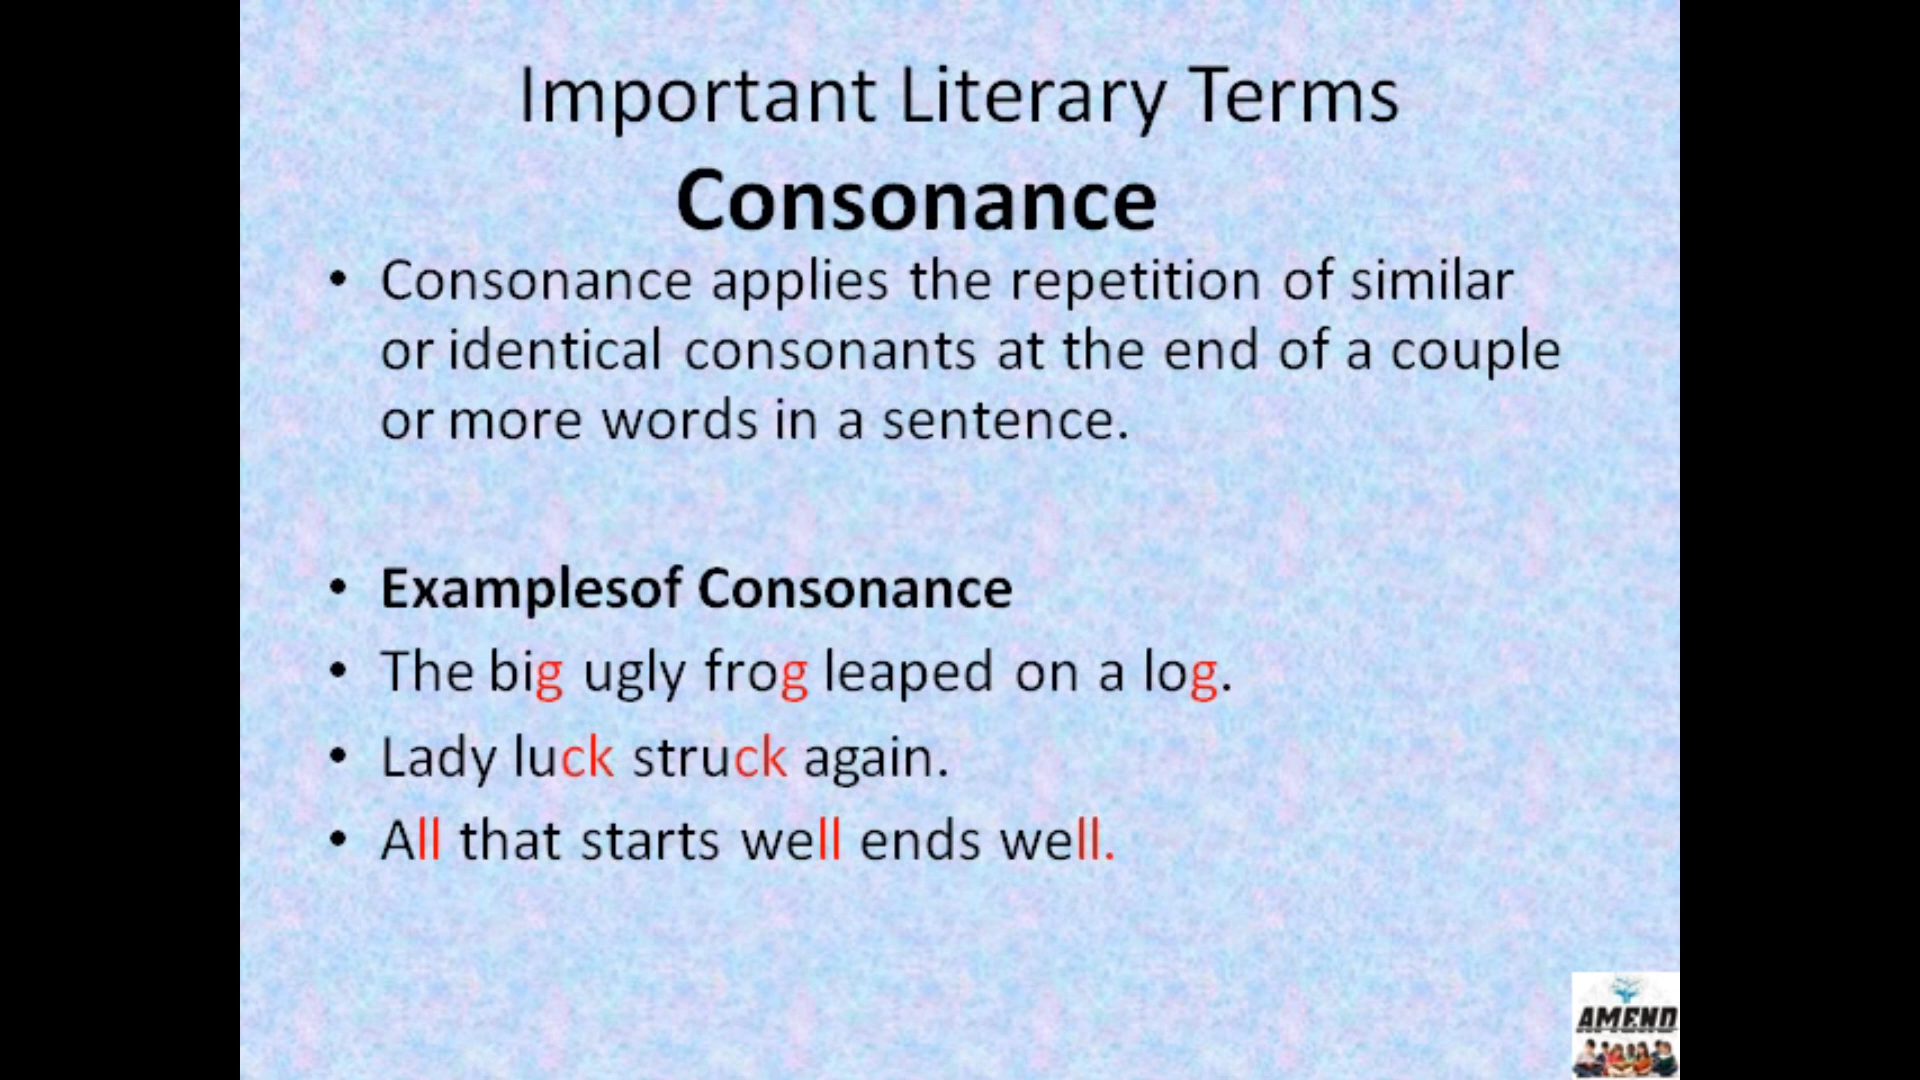 Important Literary Terms
Consonance
• Consonance applies the repetition of similar
or identical consonants at the end of a couple
or more words in a sentence.
• Examplesof Consonance
• The big ugly frog leaped on a log.
• Lady luck struck again.
• All that starts well ends well.
AMEND